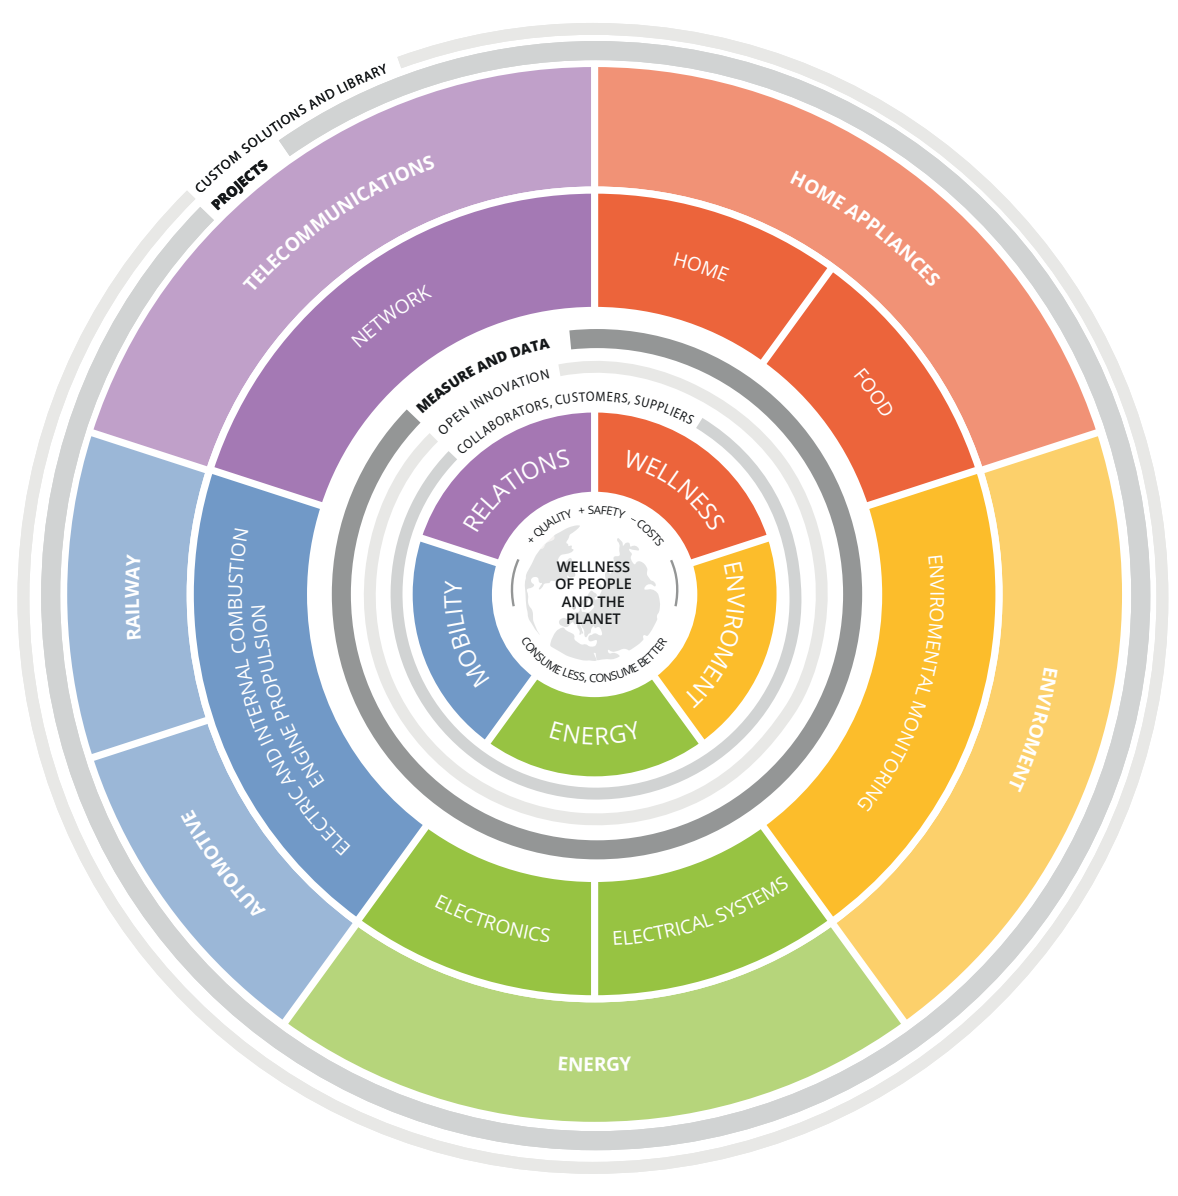 CUSTOM SOLUTIONS AND LIBRARY
PROJECTS
TELECOMMUNICATIONS
HOME APPLIANCES
NETWORK
HOME
FOOD
MEASURE AND DATA
OPEN INNOVATION
COLLABORATORS, CUSTOMERS, SUPPLIERS
RELATIONS
WELLNESS
+ QUALITY + SAFETY – COSTS
WELLNESS
OF PEOPLE
AND THE
PLANET
CONSUME LESS, CONSUME BETTER
MOBILITY
ENVIROMENT
ENERGY
RAILWAY
ELECTRIC AND INTERNAL COMBUSTION
ENGINE PROPULSION
ENVIROMENTAL MONITORING
ENVIROMENT
AUTOMOTIVE
ELECTRONICS
ELECTRICAL SYSTEMS
ENERGY